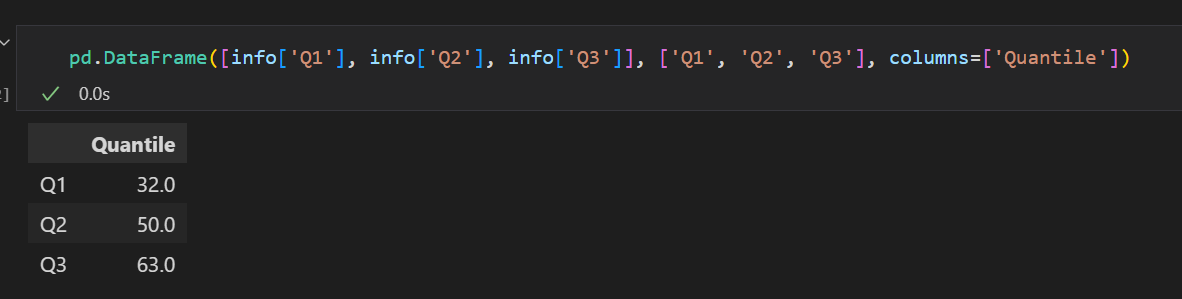 pd.DataFrame([info['Q1'], info['Q2'], info['Q3']], ['Q1', 'Q2', 'Q3'], columns=['Quantile'])
0.0s
Quantile
Q1 32.0
Q2 50.0
Q3 63.0